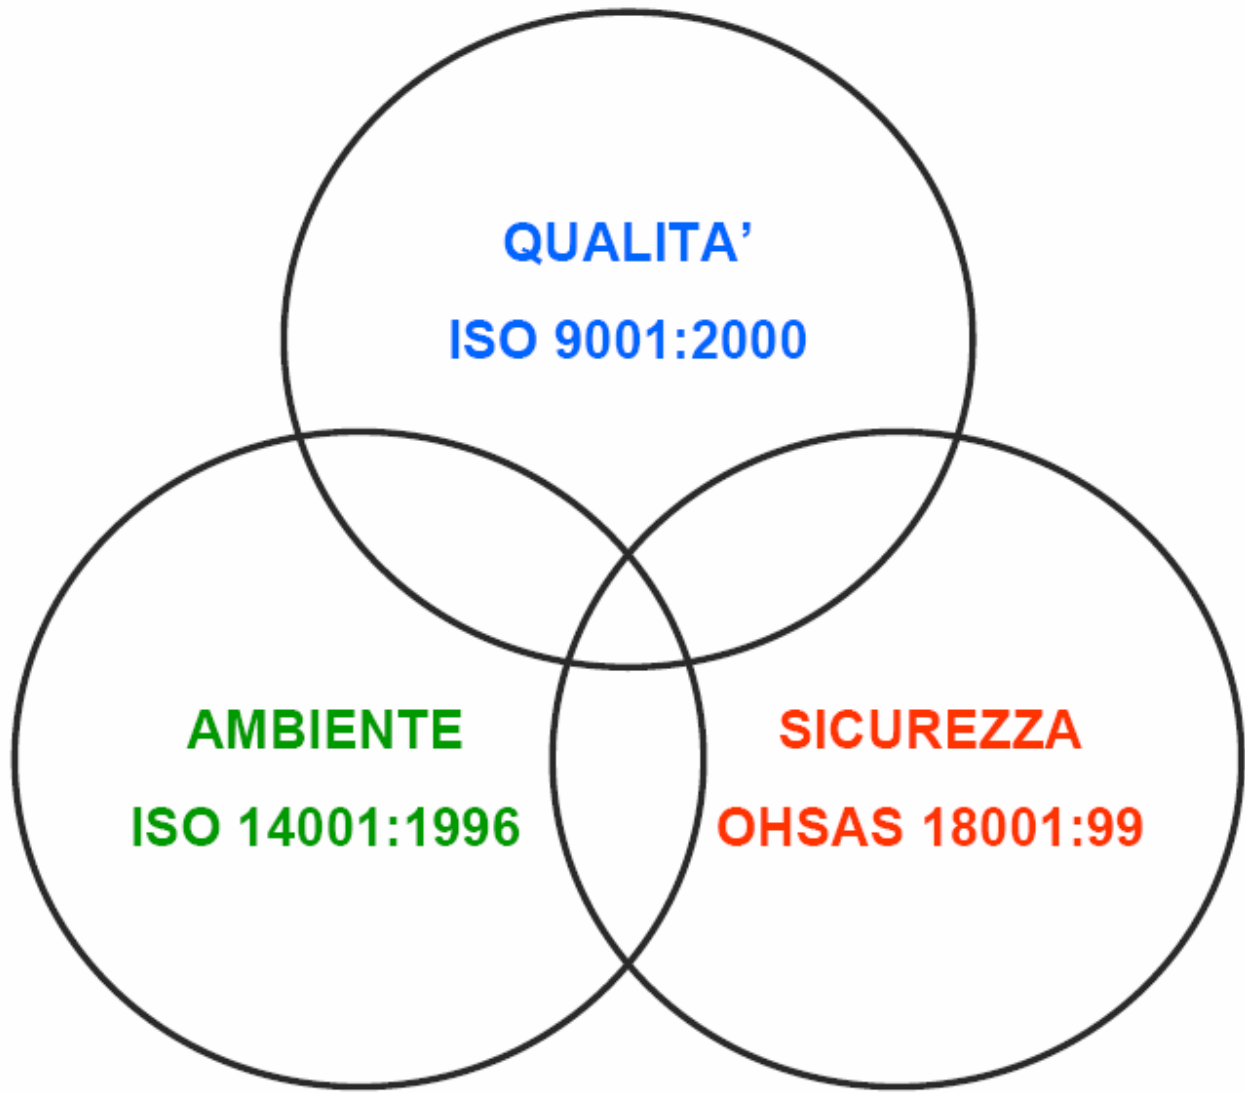 QUALITA’
ISO 9001:2000
AMBIENTE
ISO 14001:1996
SICUREZZA
OHSAS 18001:99